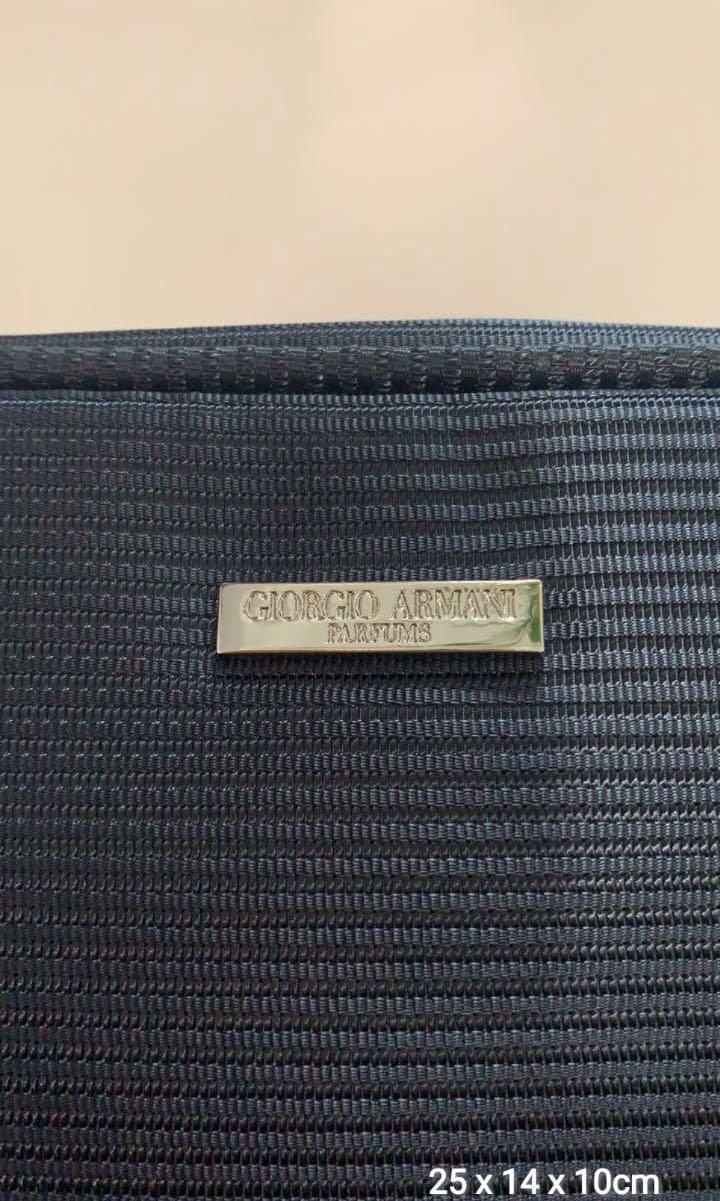 GIORGIO ARMANI
PARFUMS
25 x 14 x 10cm